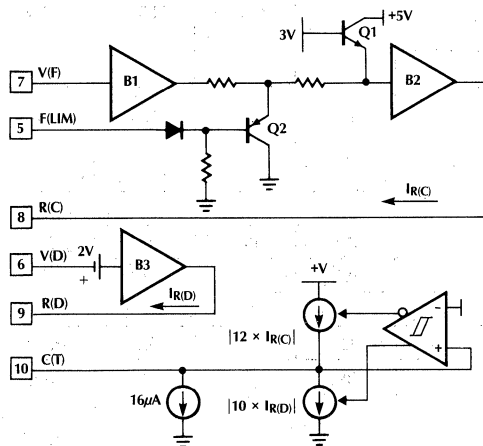 +5V
3V
Q1
7 V(F)
B1
B2
5 F(LIM)
Q2
8 R(C)
I_R(C)
6 V(D)
2V
+
B3
9 R(D)
I_R(D)
+V
|12 × I_R(C)|
-
+
10 C(T)
16μA
|10 × I_R(D)|